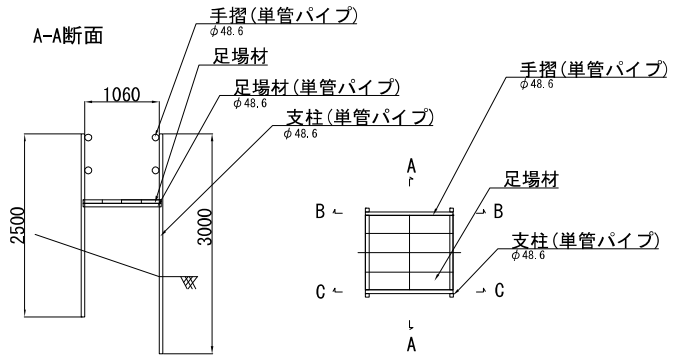 A-A断面
手摺(単管パイプ)
φ48.6
足場材
足場材(単管パイプ)
φ48.6
支柱(単管パイプ)
φ48.6
1060
2500
3000
手摺(単管パイプ)
φ48.6
足場材
支柱(単管パイプ)
φ48.6
A
B B
C C
A